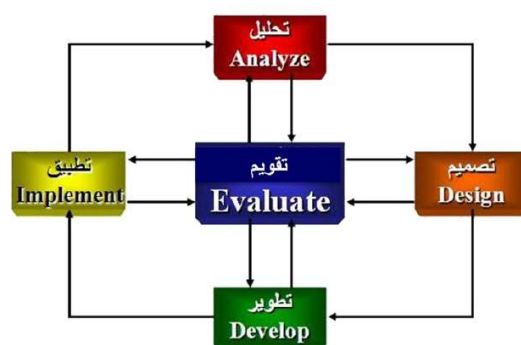 تحليل
Analyze
تطبيق
Implement
تقويم
Evaluate
تصميم
Design
تطوير
Develop